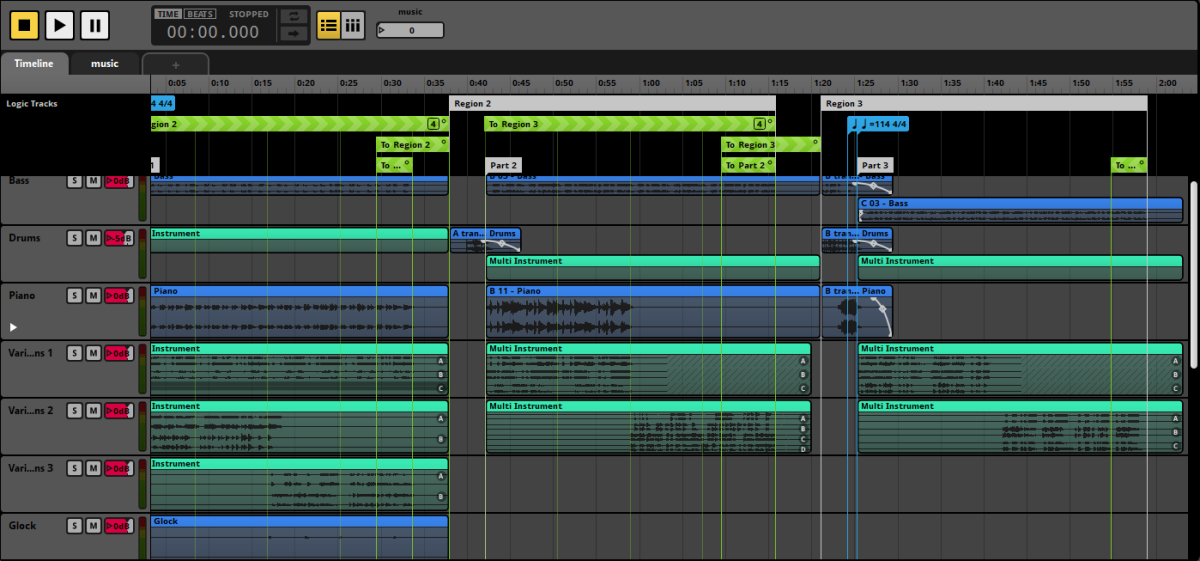 TIME BEATS STOPPED
00:00.000
music
0
Timeline music +
0:05 0:10 0:15 0:20 0:25 0:30 0:35 0:40 0:45 0:50 0:55 1:00 1:05 1:10 1:15 1:20 1:25 1:30 1:35 1:40 1:45 1:50 1:55 2:00
Logic Tracks 4 4/4 Region 2 Region 3
gion 2 4 To Region 3 4 =114 4/4
To Region 2 To Region 3
1 To ... Part 2 To Part 2 Part 3 To ...
Bass S M 0dB Bass B 03 - Bass B tran... Bass
C 03 - Bass
Drums S M -5dB Instrument A tran... Drums B tran... Drums
Multi Instrument Multi Instrument
Piano S M 0dB Piano B 11 - Piano B tran... Piano
Vari...ns 1 S M 0dB Instrument Multi Instrument Multi Instrument
A A A
B B B
C C C
Vari...ns 2 S M 0dB Instrument Multi Instrument Multi Instrument
A A A
B B B
C C
D
Vari...ns 3 S M 0dB Instrument
A
B
Glock S M 0dB Glock